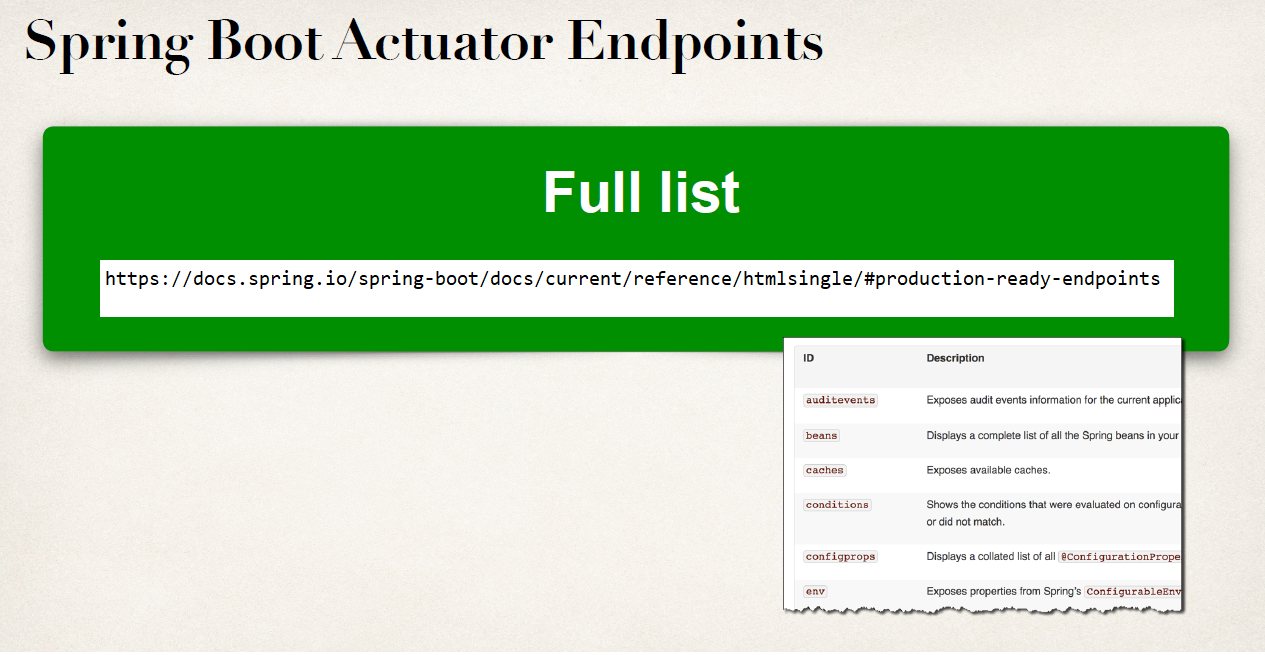 Spring Boot Actuator Endpoints
Full list
https://docs.spring.io/spring-boot/docs/current/reference/htmlsingle/#production-ready-endpoints
ID Description
auditevents Exposes audit events information for the current applic
beans Displays a complete list of all the Spring beans in your
caches Exposes available caches.
conditions Shows the conditions that were evaluated on configura
or did not match.
configprops Displays a collated list of all @ConfigurationPrope
env Exposes properties from Spring's ConfigurableEnv